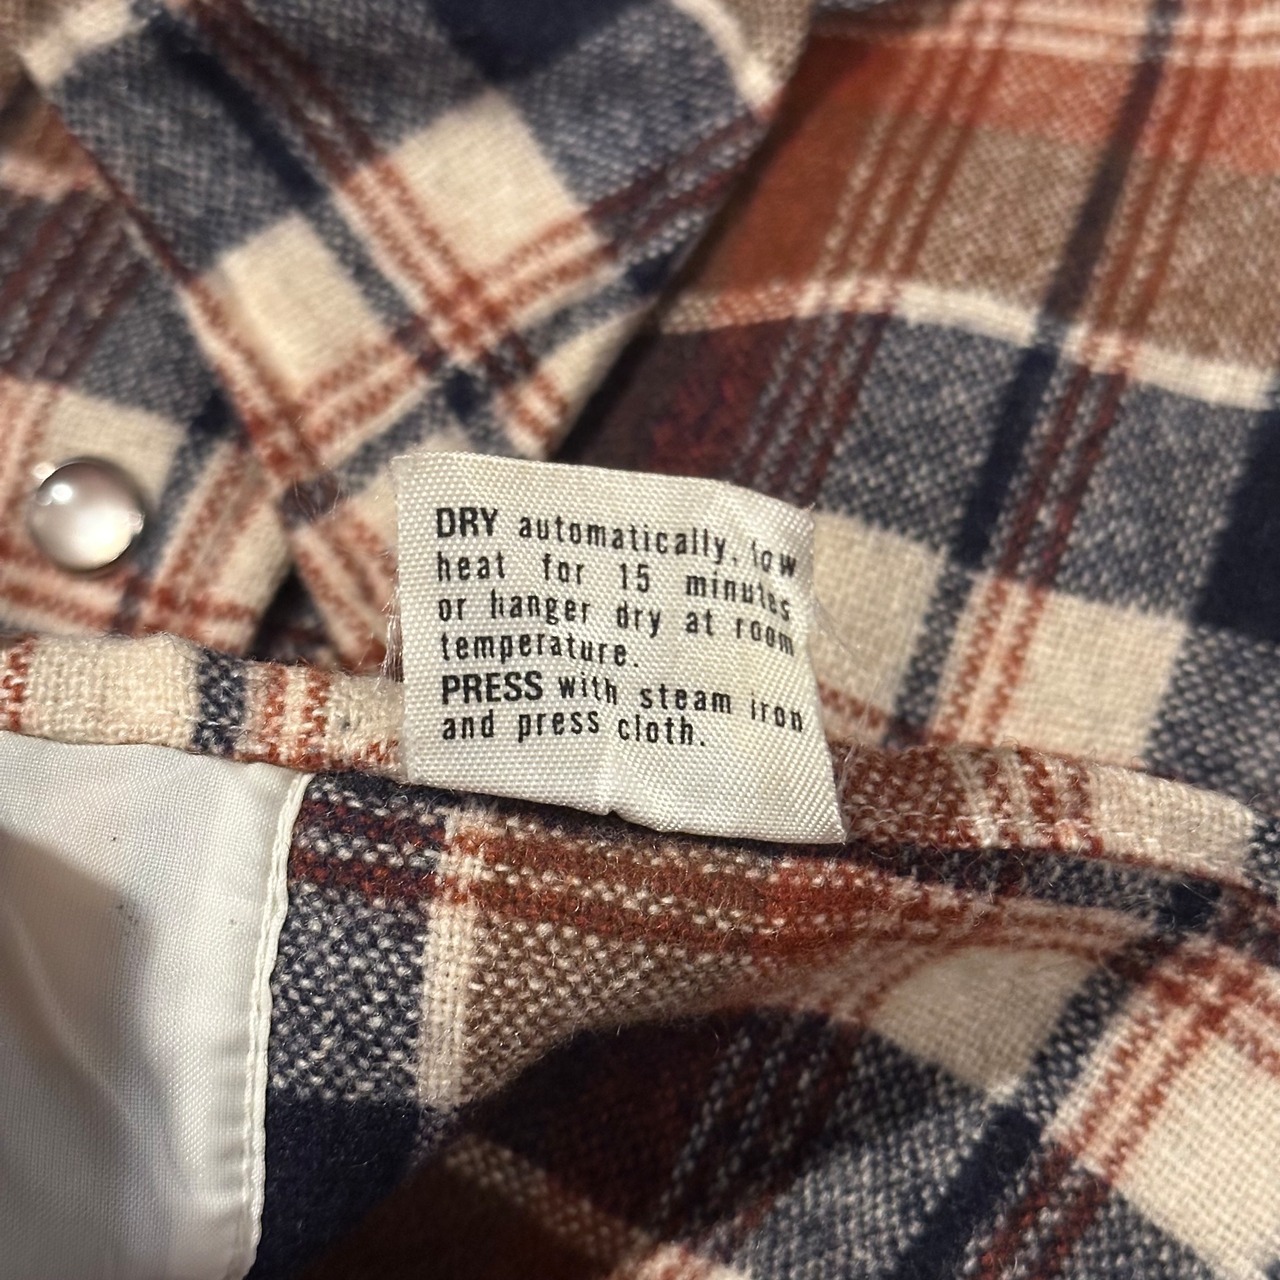 DRY automatically, low
heat for 15 minutes
or hanger dry at room
temperature.
PRESS with steam iron
and press cloth.